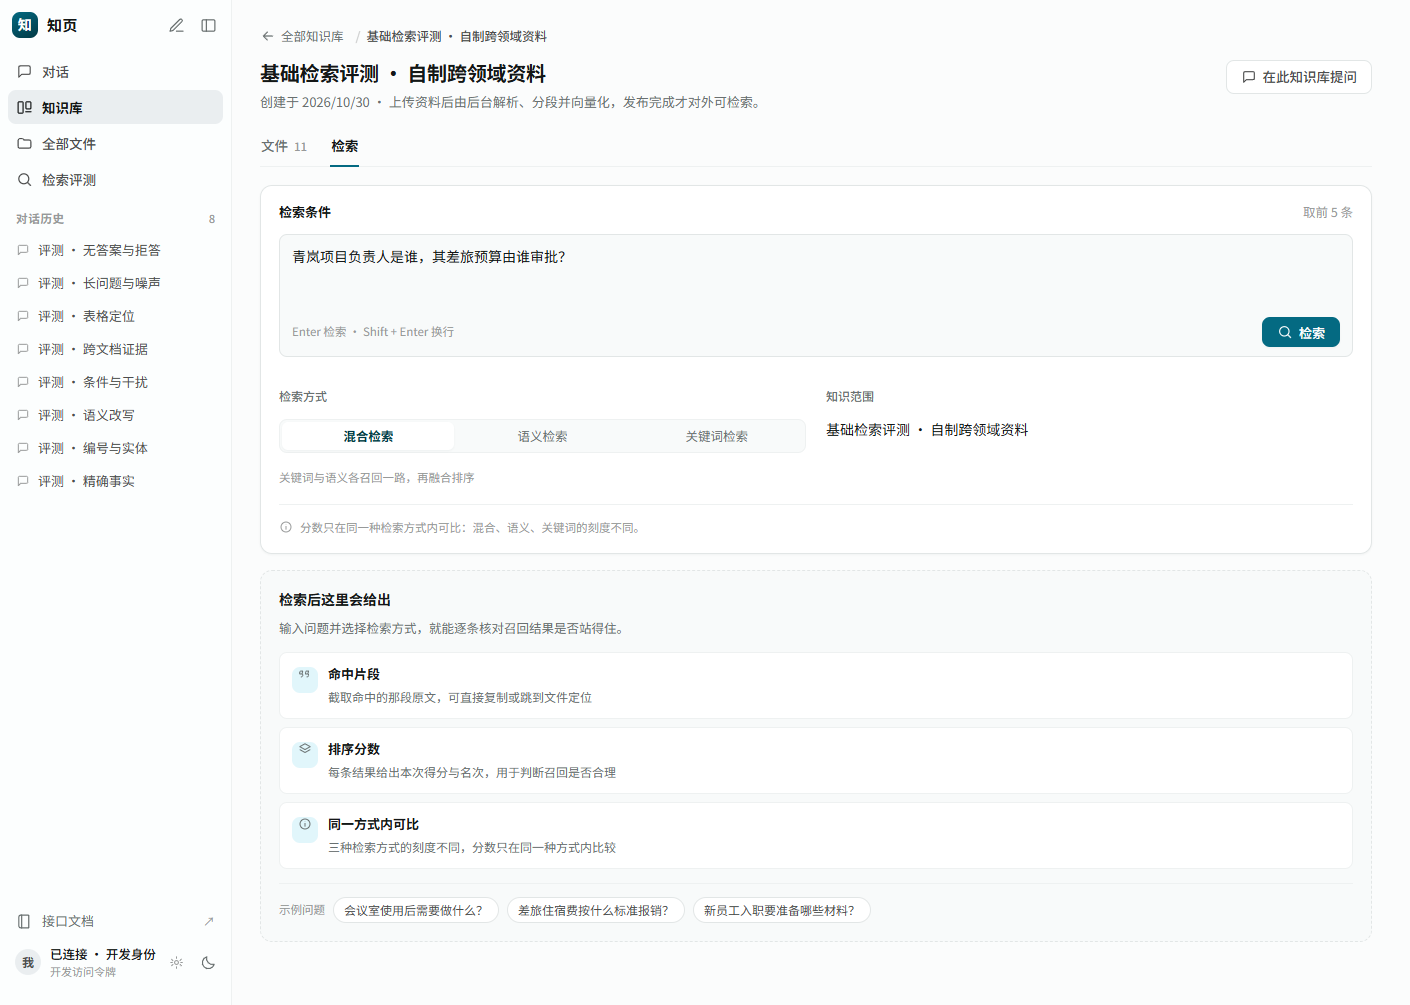 知 知页
对话
知识库
全部文件
检索评测
对话历史 8
评测 · 无答案与拒答
评测 · 长问题与噪声
评测 · 表格定位
评测 · 跨文档证据
评测 · 条件与干扰
评测 · 语义改写
评测 · 编号与实体
评测 · 精确事实
接口文档
我 已连接 · 开发身份
开发访问令牌
全部知识库 / 基础检索评测 · 自制跨领域资料
基础检索评测 · 自制跨领域资料
在此知识库提问
创建于 2026/10/30 · 上传资料后由后台解析、分段并向量化，发布完成才对外可检索。
文件 11 检索
检索条件 取前 5 条
青岚项目负责人是谁，其差旅预算由谁审批？
Enter 检索 · Shift + Enter 换行 检索
检索方式 知识范围
混合检索 语义检索 关键词检索 基础检索评测 · 自制跨领域资料
关键词与语义各召回一路，再融合排序
分数只在同一种检索方式内可比：混合、语义、关键词的刻度不同。
检索后这里会给出
输入问题并选择检索方式，就能逐条核对召回结果是否站得住。
命中片段
截取命中的那段原文，可直接复制或跳到文件定位
排序分数
每条结果给出本次得分与名次，用于判断召回是否合理
同一方式内可比
三种检索方式的刻度不同，分数只在同一种方式内比较
示例问题 会议室使用后需要做什么？ 差旅住宿费按什么标准报销？ 新员工入职要准备哪些材料？